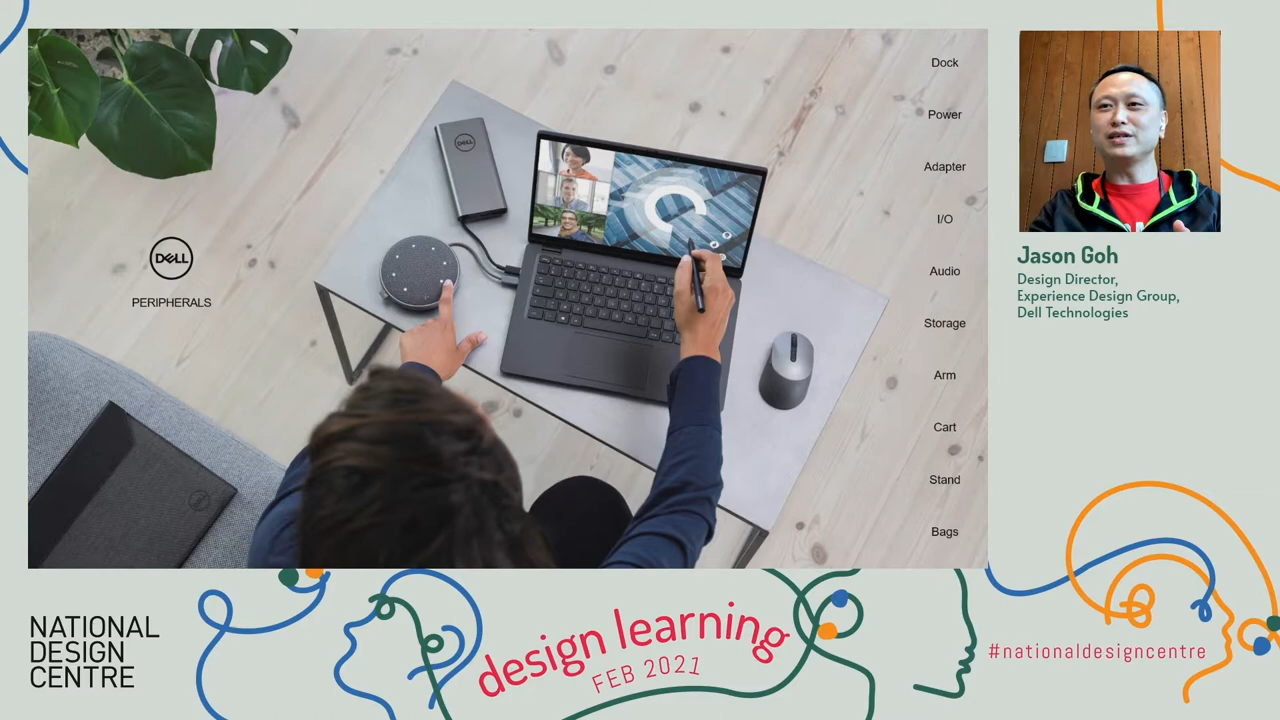 DELL
PERIPHERALS
DELL
Dock
Power
Adapter
I/O
Audio
Storage
Arm
Cart
Stand
Bags
Jason Goh
Design Director,
Experience Design Group,
Dell Technologies
NATIONAL
DESIGN
CENTRE
design learning
FEB 2021
#nationaldesigncentre